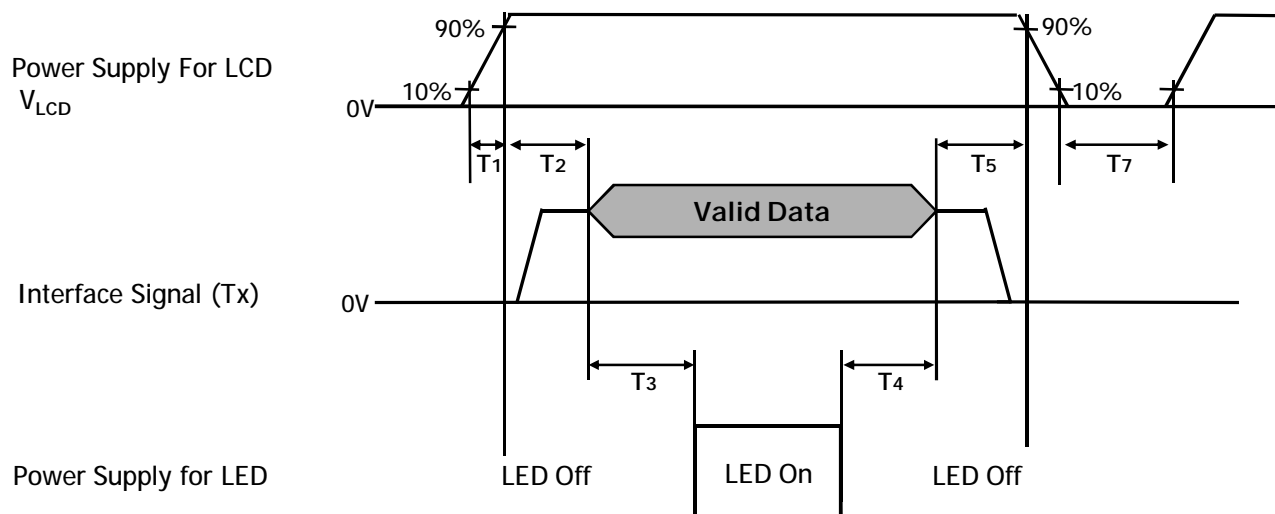 90%
90%
Power Supply For LCD
VLCD
10%
10%
0V
T1
T2
T5
T7
Valid Data
Interface Signal (Tx)
0V
T3
T4
Power Supply for LED
LED Off
LED On
LED Off